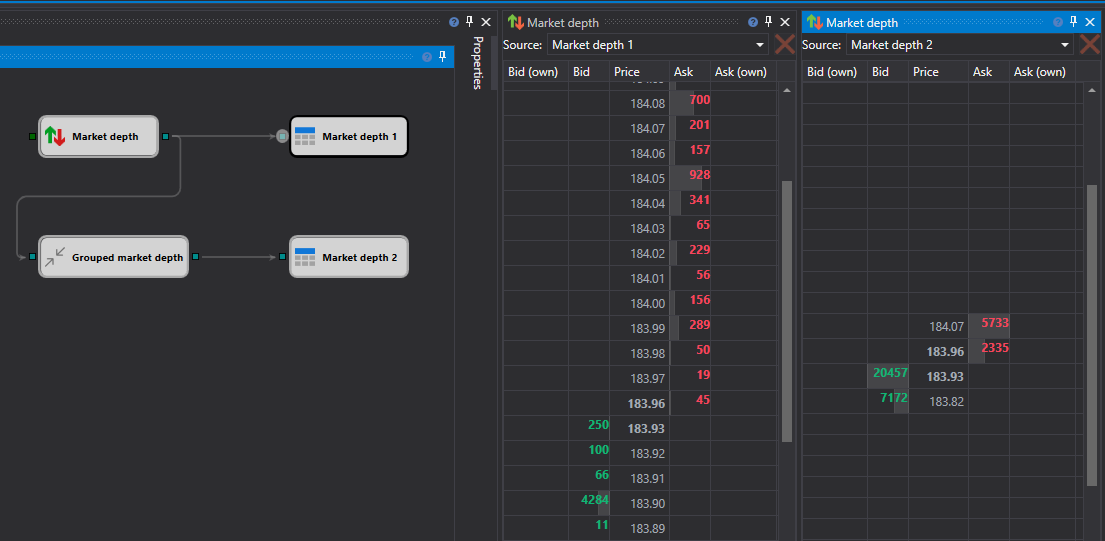 Properties
Market depth
Market depth 1
Grouped market depth
Market depth 2
Market depth
Source: Market depth 1
Bid (own) Bid Price Ask Ask (own)
184.08 700
184.07 201
184.06 157
184.05 928
184.04 341
184.03 65
184.02 229
184.01 56
184.00 156
183.99 289
183.98 50
183.97 19
183.96 45
250 183.93
100 183.92
66 183.91
4284 183.90
11 183.89
Market depth
Source: Market depth 2
Bid (own) Bid Price Ask Ask (own)
184.07 5733
183.96 2335
20457 183.93
7172 183.82